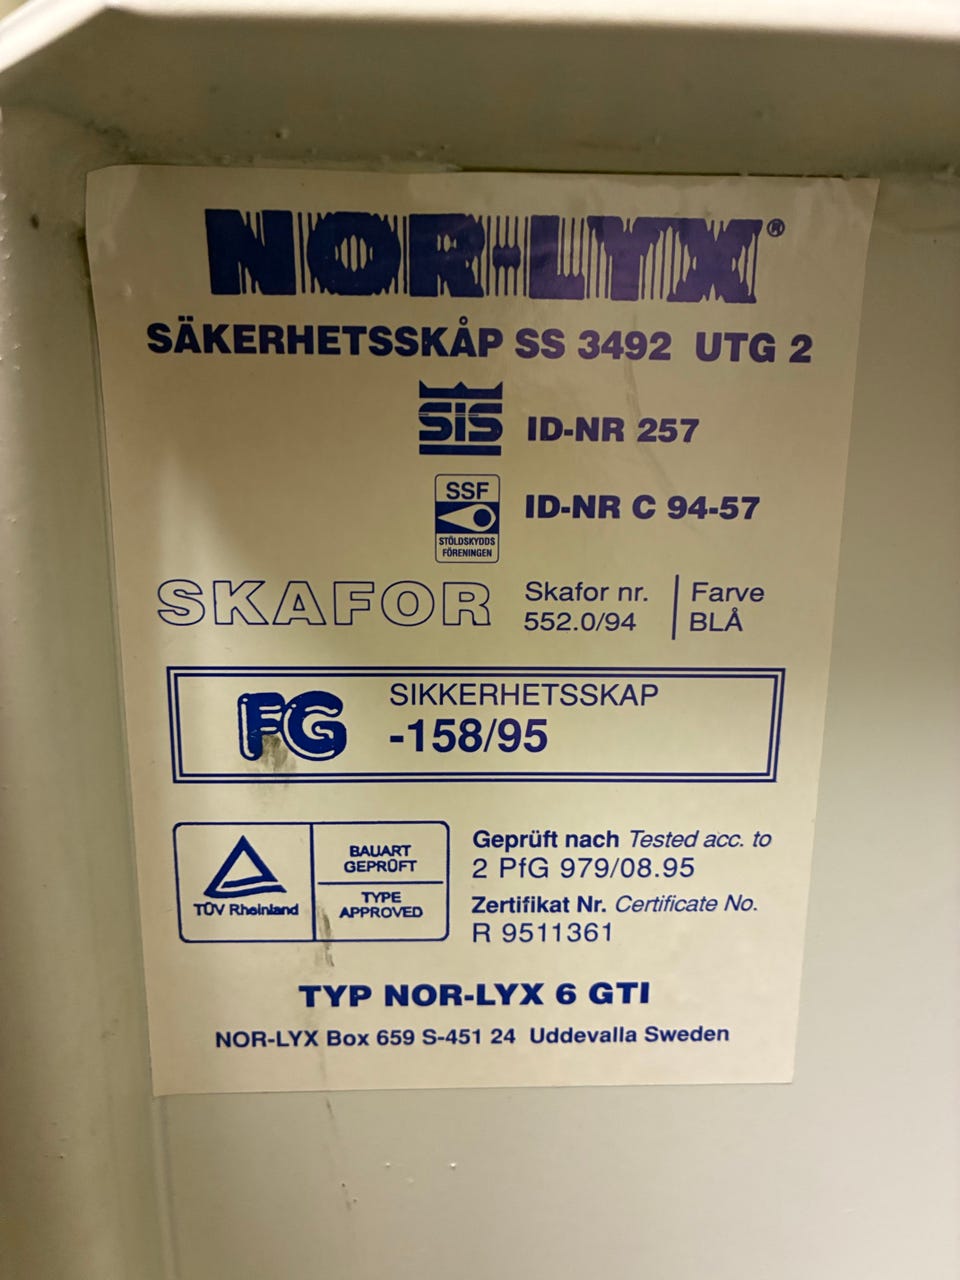 NOR-LYX®
SÄKERHETSSKÅP SS 3492 UTG 2
SIS ID-NR 257
SSF
STÖLDSKYDDS
FÖRENINGEN
ID-NR C 94-57
SKAFOR
Skafor nr.
552.0/94
Farve
BLÅ
FG
SIKKERHETSSKAP
-158/95
TÜV Rheinland
BAUART
GEPRÜFT
TYPE
APPROVED
Geprüft nach Tested acc. to
2 PfG 979/08.95
Zertifikat Nr. Certificate No.
R 9511361
TYP NOR-LYX 6 GTI
NOR-LYX Box 659 S-451 24 Uddevalla Sweden